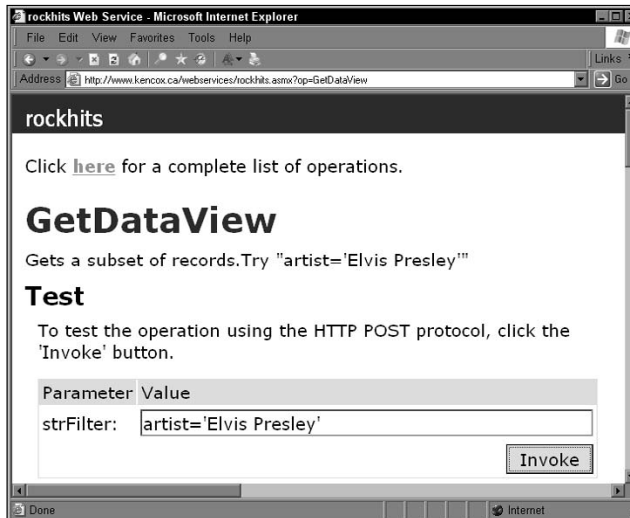 rockhits Web Service - Microsoft Internet Explorer
File Edit View Favorites Tools Help
Links
Address http://www.kencox.ca/webservices/rockhits.asmx?op=GetDataView Go
rockhits
Click here for a complete list of operations.
GetDataView
Gets a subset of records.Try "artist='Elvis Presley'"
Test
To test the operation using the HTTP POST protocol, click the
'Invoke' button.
Parameter Value
strFilter: artist='Elvis Presley'
Invoke
Done Internet